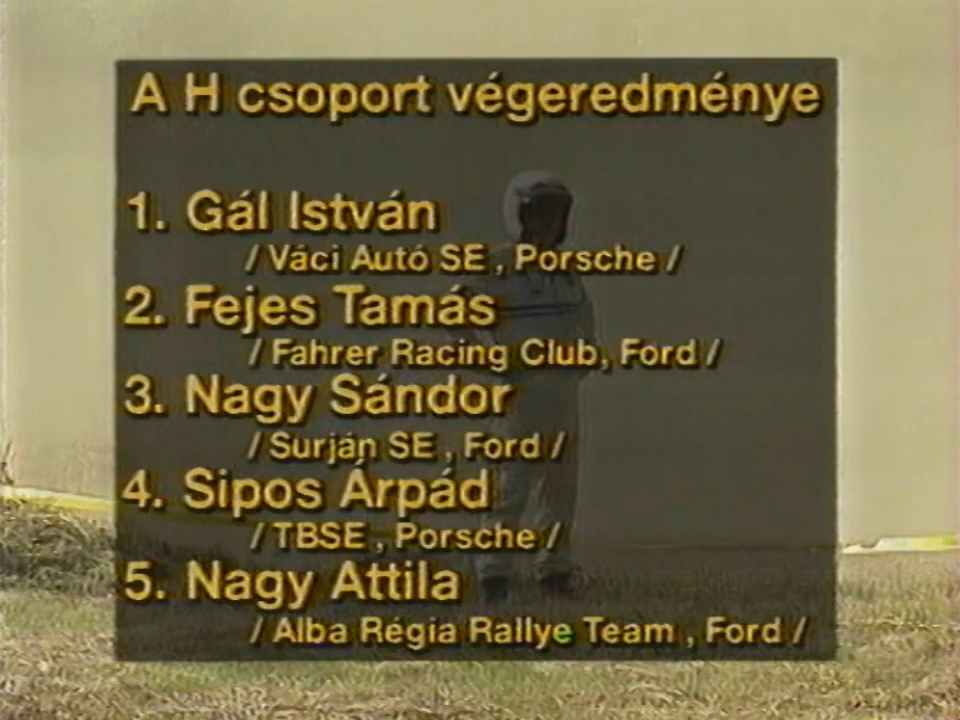 A H csoport végeredménye
1. Gál István
/ Váci Autó SE , Porsche /
2. Fejes Tamás
/ Fahrer Racing Club, Ford /
3. Nagy Sándor
/ Surján SE , Ford /
4. Sipos Árpád
/ TBSE , Porsche /
5. Nagy Attila
/ Alba Régia Rallye Team , Ford /